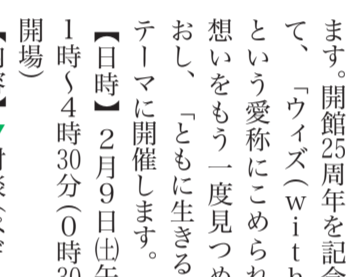 ます。開館25周年を記念
て、「ウィズ(with
という愛称にこめられ
想いをもう一度見つめ
おし、「ともに生きる
テーマに開催します。
【日時】2月9日㈯午
1時～4時30分(0時30
開場)